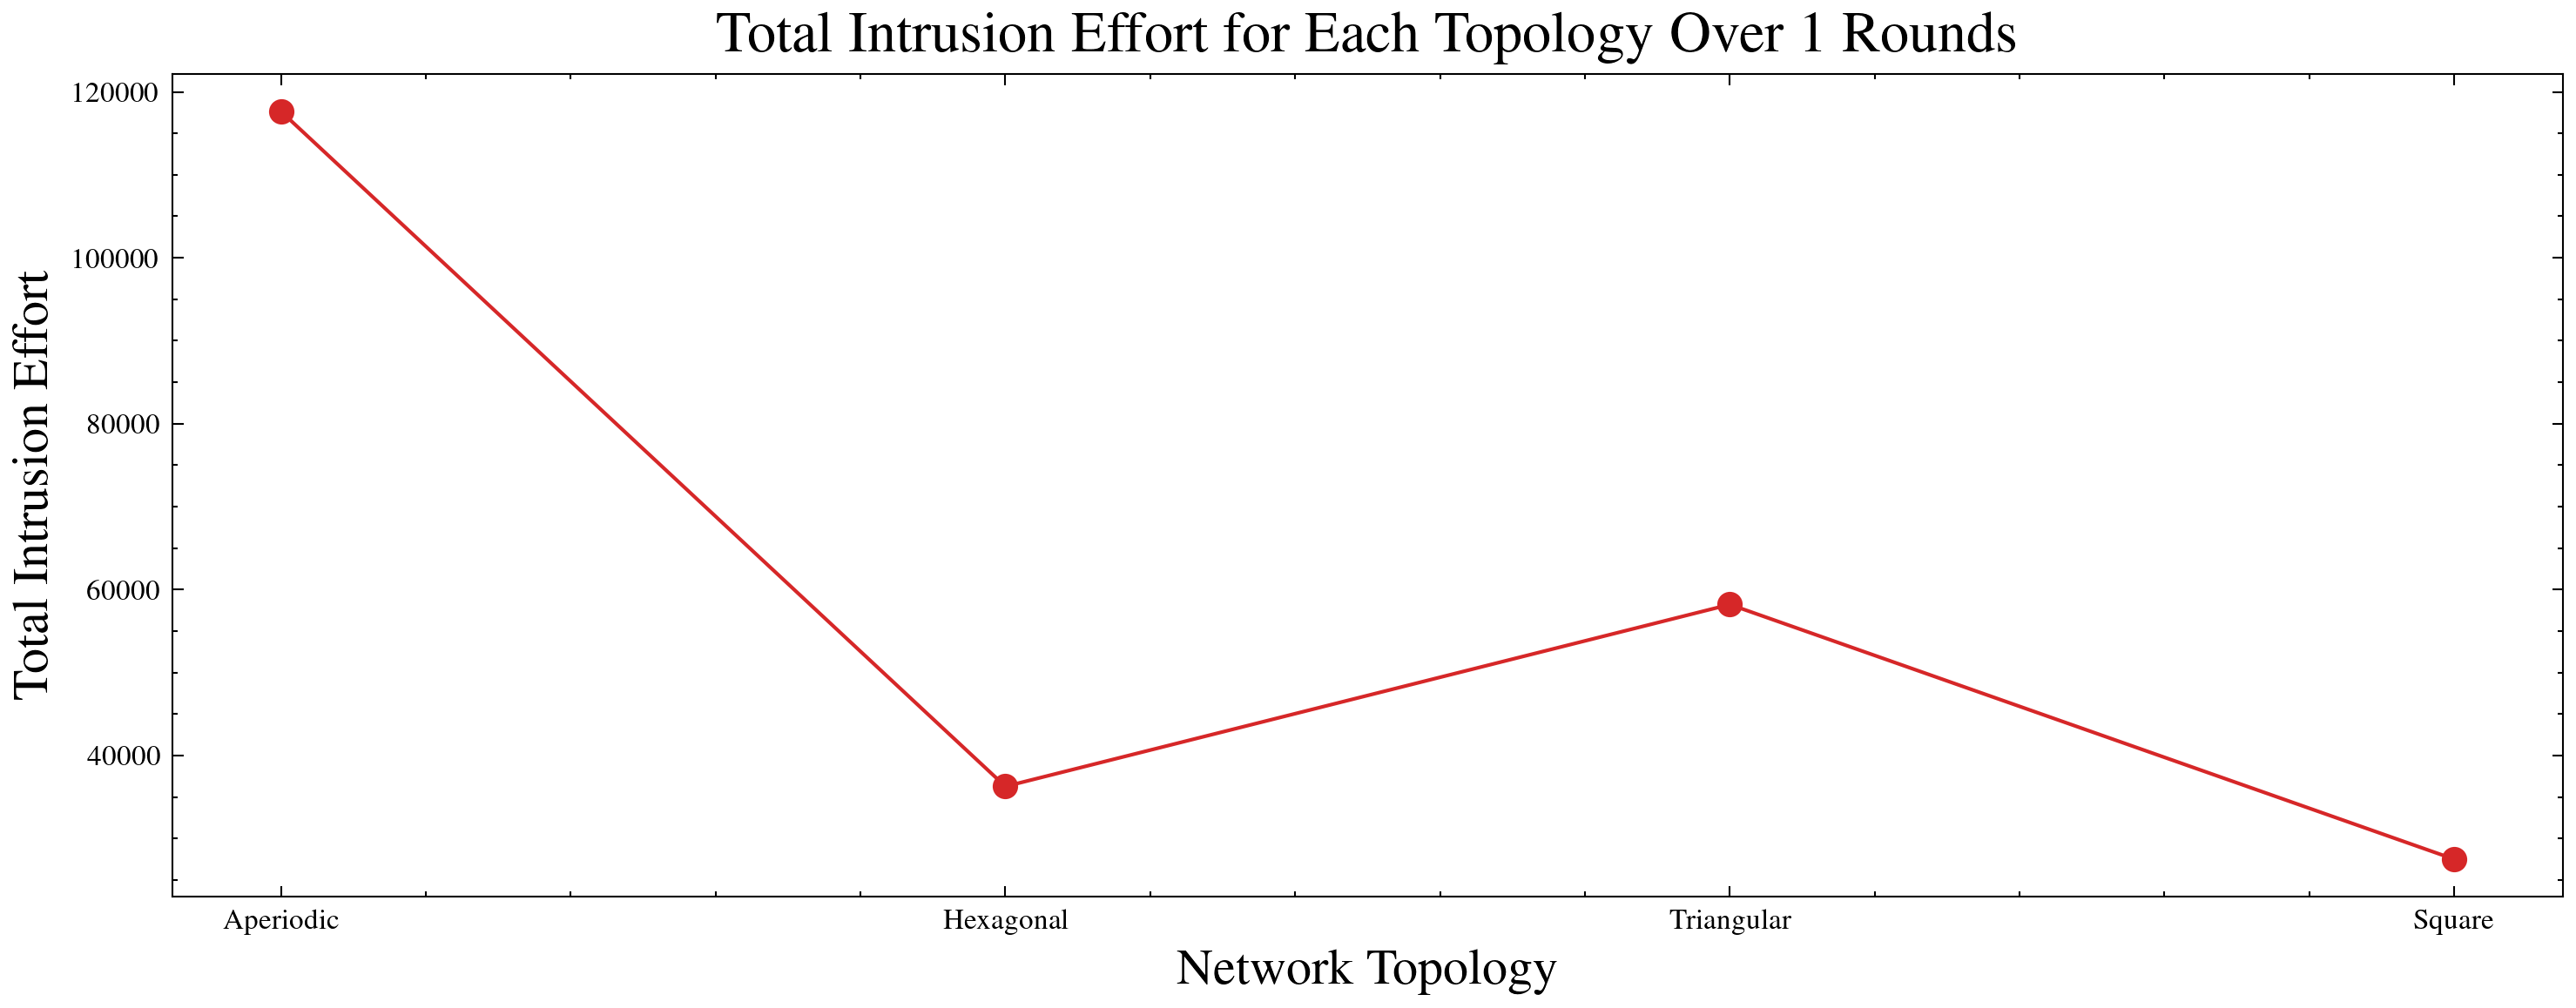 Total Intrusion Effort for Each Topology Over 1 Rounds
Total Intrusion Effort
120000
100000
80000
60000
40000
Aperiodic
Hexagonal
Triangular
Square
Network Topology